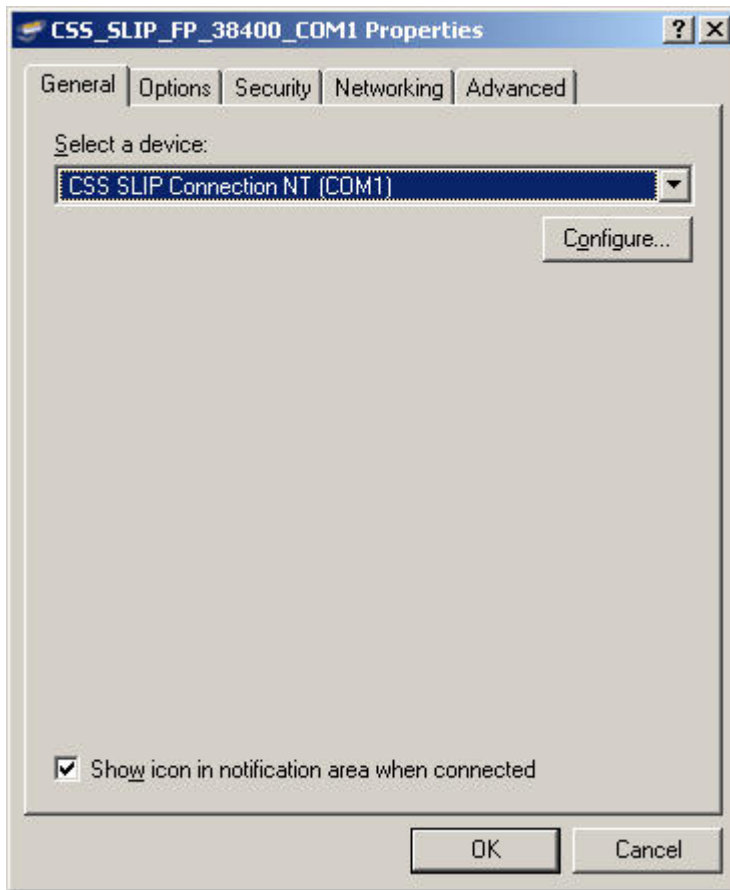 CSS_SLIP_FP_38400_COM1 Properties
General Options Security Networking Advanced
Select a device:
CSS SLIP Connection NT (COM1)
Configure...
Show icon in notification area when connected
OK Cancel